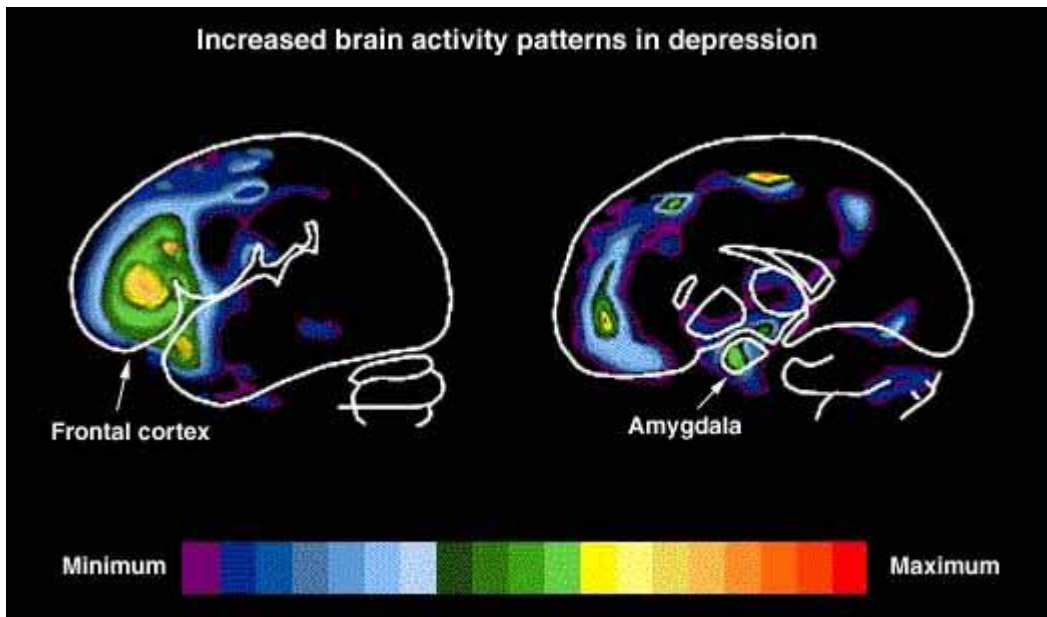 Increased brain activity patterns in depression
Frontal cortex
Amygdala
Minimum
Maximum